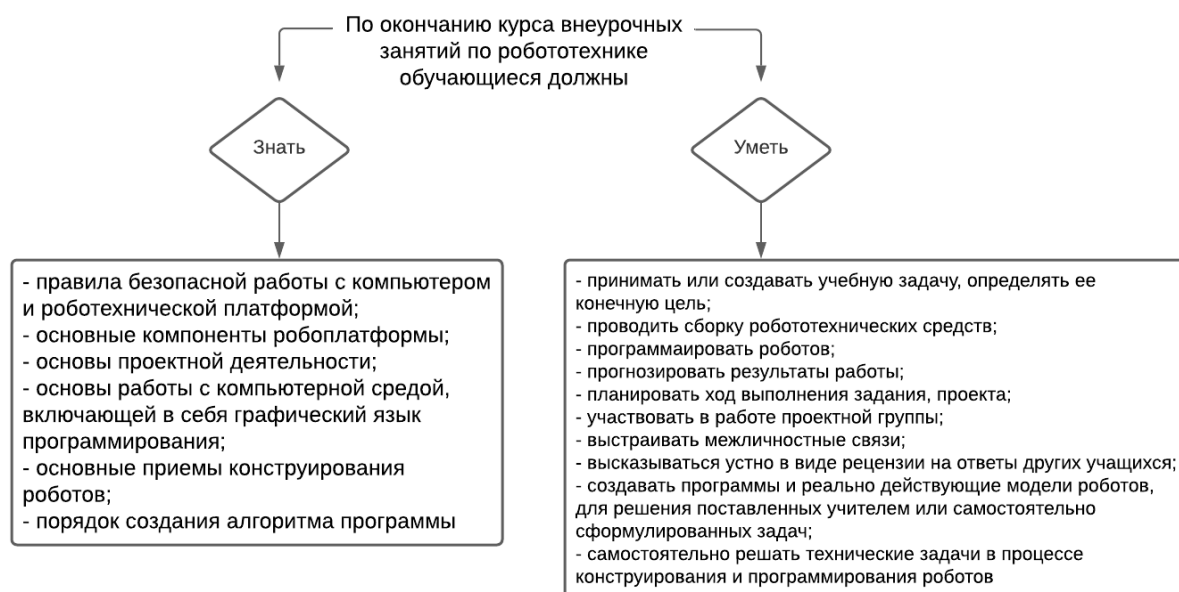 По окончанию курса внеурочных
занятий по робототехнике
обучающиеся должны
Знать
Уметь
- правила безопасной работы с компьютером
и роботехнической платформой;
- основные компоненты робоплатформы;
- основы проектной деятельности;
- основы работы с компьютерной средой,
включающей в себя графический язык
программирования;
- основные приемы конструирования
роботов;
- порядок создания алгоритма программы
- принимать или создавать учебную задачу, определять ее
конечную цель;
- проводить сборку робототехнических средств;
- программаировать роботов;
- прогнозировать результаты работы;
- планировать ход выполнения задания, проекта;
- участвовать в работе проектной группы;
- выстраивать межличностные связи;
- высказываться устно в виде рецензии на ответы других учащихся;
- создавать программы и реально действующие модели роботов,
для решения поставленных учителем или самостоятельно
сформулированных задач;
- самостоятельно решать технические задачи в процессе
конструирования и программирования роботов